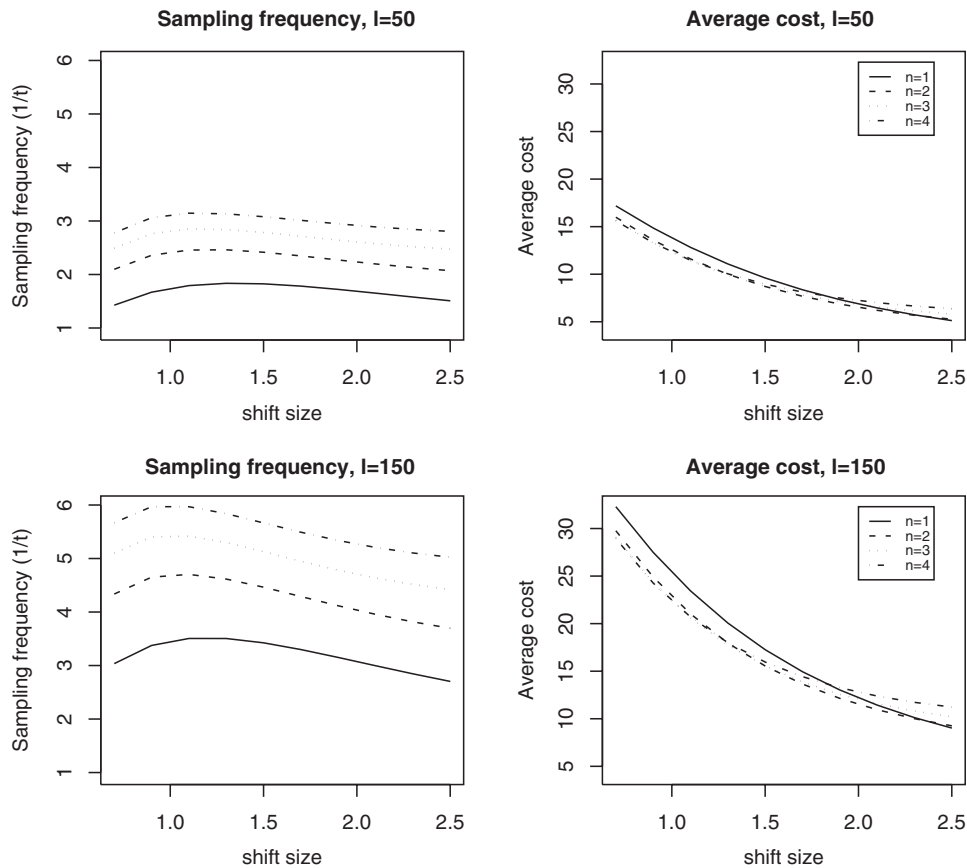 Sampling frequency, l=50
Sampling frequency (1/t)
6
5
4
3
2
1
1.0 1.5 2.0 2.5
shift size
Average cost, l=50
Average cost
30
25
20
15
10
5
n=1
n=2
n=3
n=4
1.0 1.5 2.0 2.5
shift size
Sampling frequency, l=150
Sampling frequency (1/t)
6
5
4
3
2
1
1.0 1.5 2.0 2.5
shift size
Average cost, l=150
Average cost
30
25
20
15
10
5
n=1
n=2
n=3
n=4
1.0 1.5 2.0 2.5
shift size